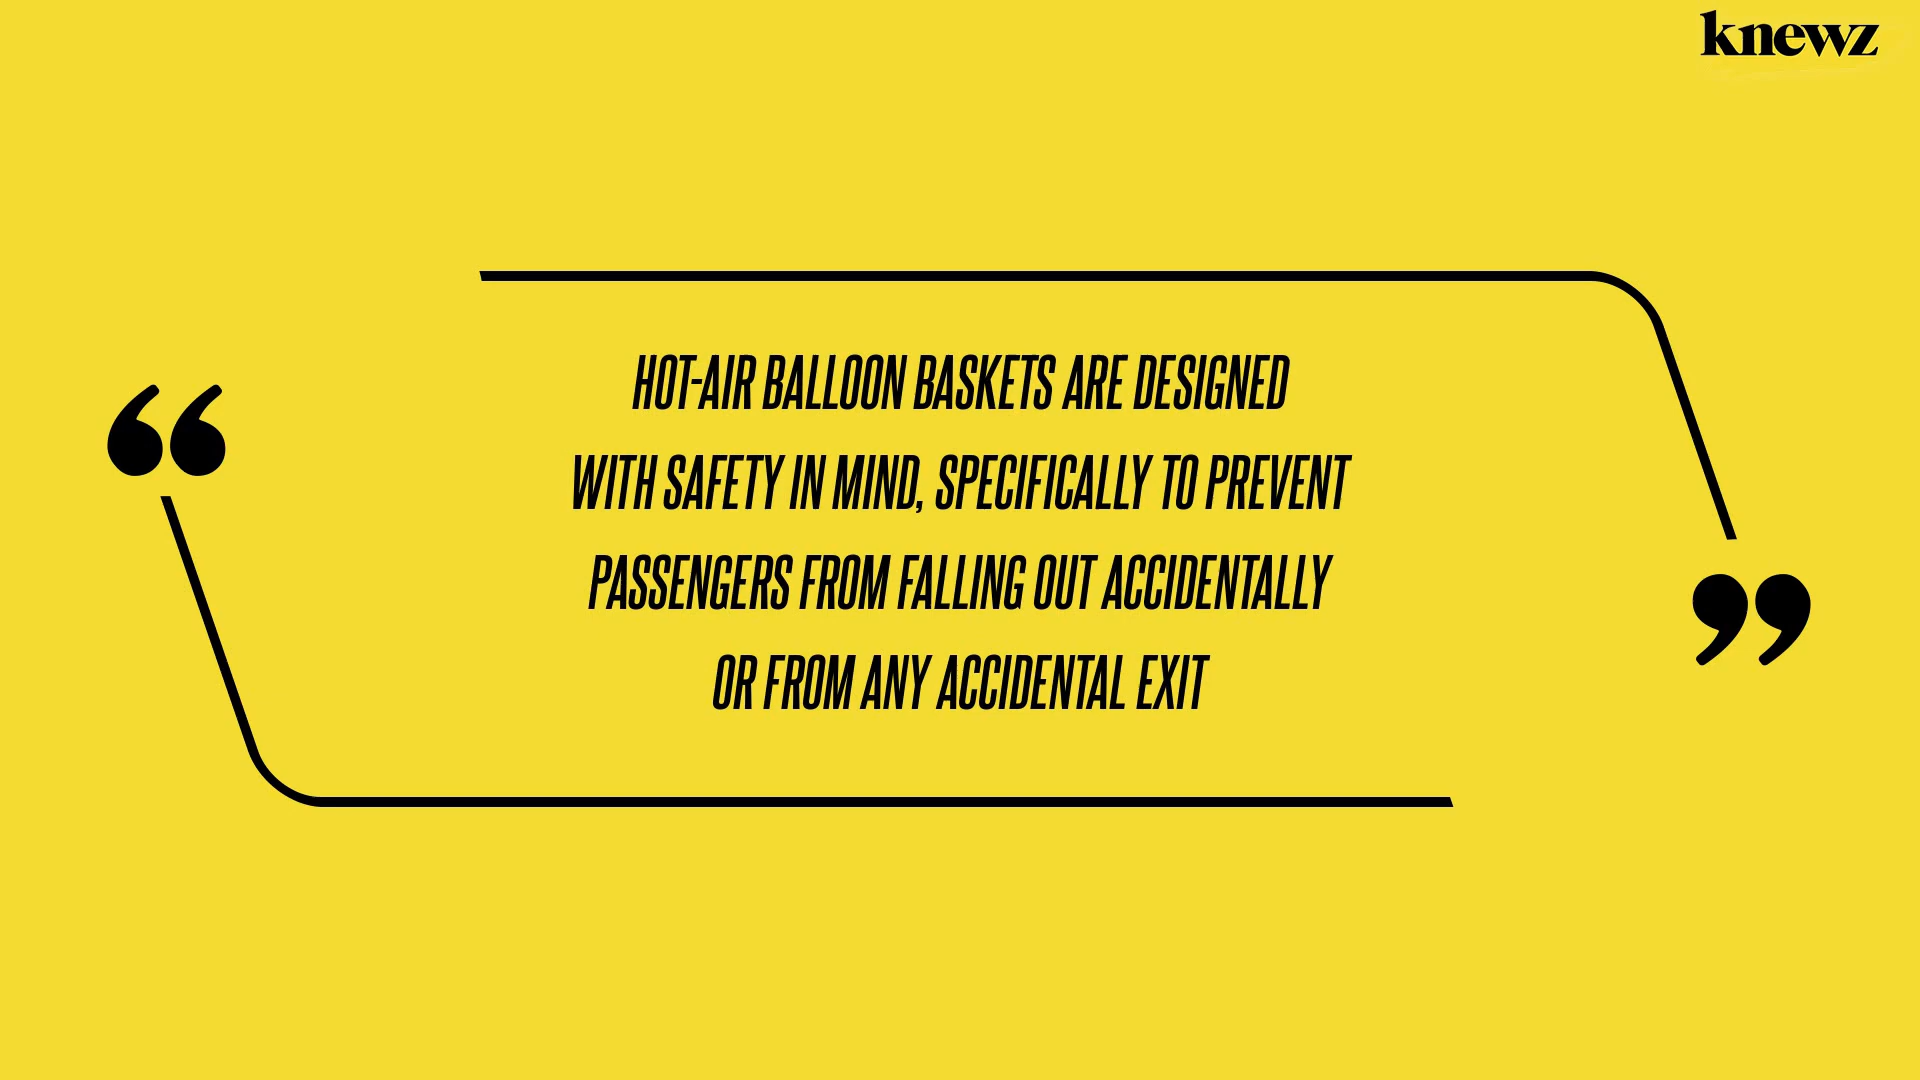 knewz
“
HOT-AIR BALLOON BASKETS ARE DESIGNED
WITH SAFETY IN MIND, SPECIFICALLY TO PREVENT
PASSENGERS FROM FALLING OUT ACCIDENTALLY
OR FROM ANY ACCIDENTAL EXIT
”